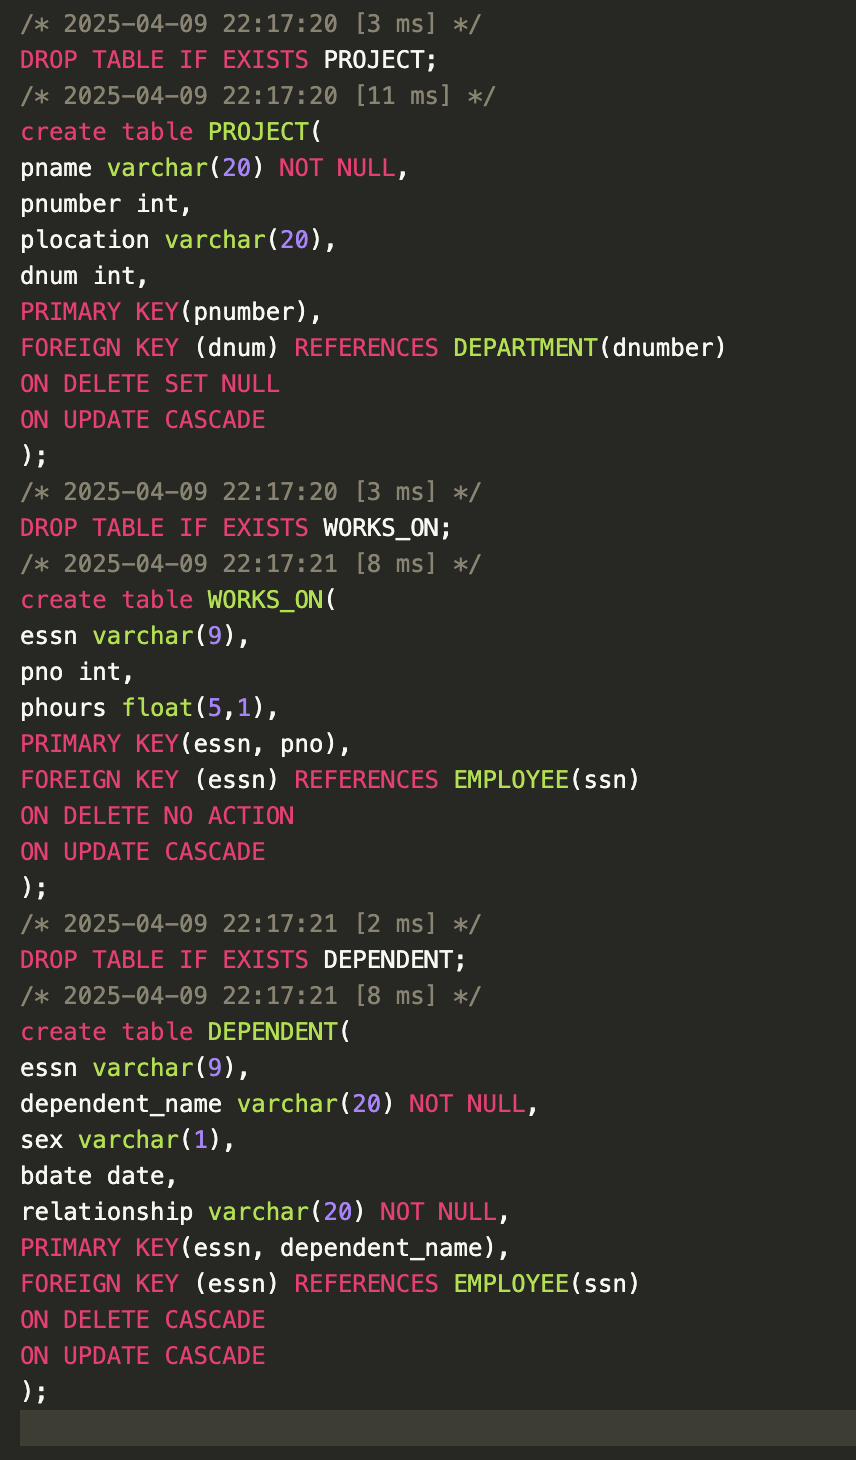 /* 2025-04-09 22:17:20 [3 ms] */
DROP TABLE IF EXISTS PROJECT;
/* 2025-04-09 22:17:20 [11 ms] */
create table PROJECT(
pname varchar(20) NOT NULL,
pnumber int,
plocation varchar(20),
dnum int,
PRIMARY KEY(pnumber),
FOREIGN KEY (dnum) REFERENCES DEPARTMENT(dnumber)
ON DELETE SET NULL
ON UPDATE CASCADE
);
/* 2025-04-09 22:17:20 [3 ms] */
DROP TABLE IF EXISTS WORKS_ON;
/* 2025-04-09 22:17:21 [8 ms] */
create table WORKS_ON(
essn varchar(9),
pno int,
phours float(5,1),
PRIMARY KEY(essn, pno),
FOREIGN KEY (essn) REFERENCES EMPLOYEE(ssn)
ON DELETE NO ACTION
ON UPDATE CASCADE
);
/* 2025-04-09 22:17:21 [2 ms] */
DROP TABLE IF EXISTS DEPENDENT;
/* 2025-04-09 22:17:21 [8 ms] */
create table DEPENDENT(
essn varchar(9),
dependent_name varchar(20) NOT NULL,
sex varchar(1),
bdate date,
relationship varchar(20) NOT NULL,
PRIMARY KEY(essn, dependent_name),
FOREIGN KEY (essn) REFERENCES EMPLOYEE(ssn)
ON DELETE CASCADE
ON UPDATE CASCADE
);